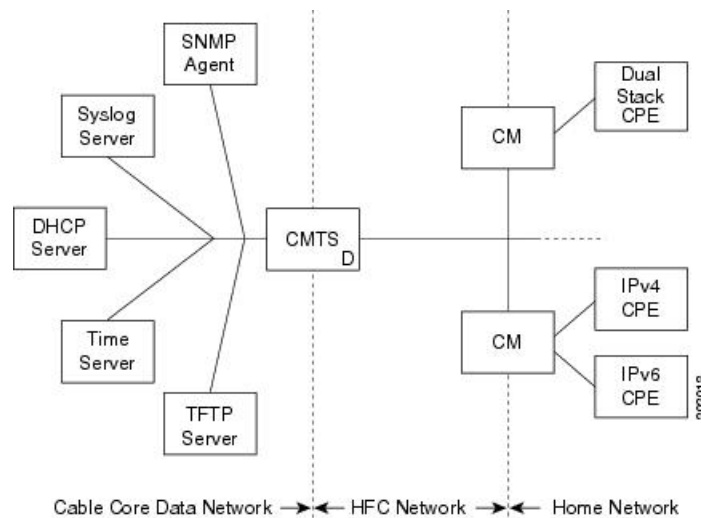 SNMP
Agent
Syslog
Server
DHCP
Server
Time
Server
TFTP
Server
CMTS
D
CM
Dual
Stack
CPE
CM
IPv4
CPE
IPv6
CPE
Cable Core Data Network
HFC Network
Home Network